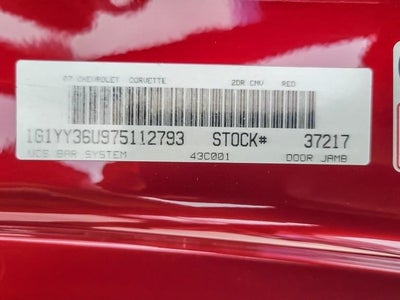 07 CHEVROLET CORVETTE 2DR CNV RED
1G1YY36U975112793 STOCK# 37217
VCS BAR SYSTEM 43C001 DOOR JAMB